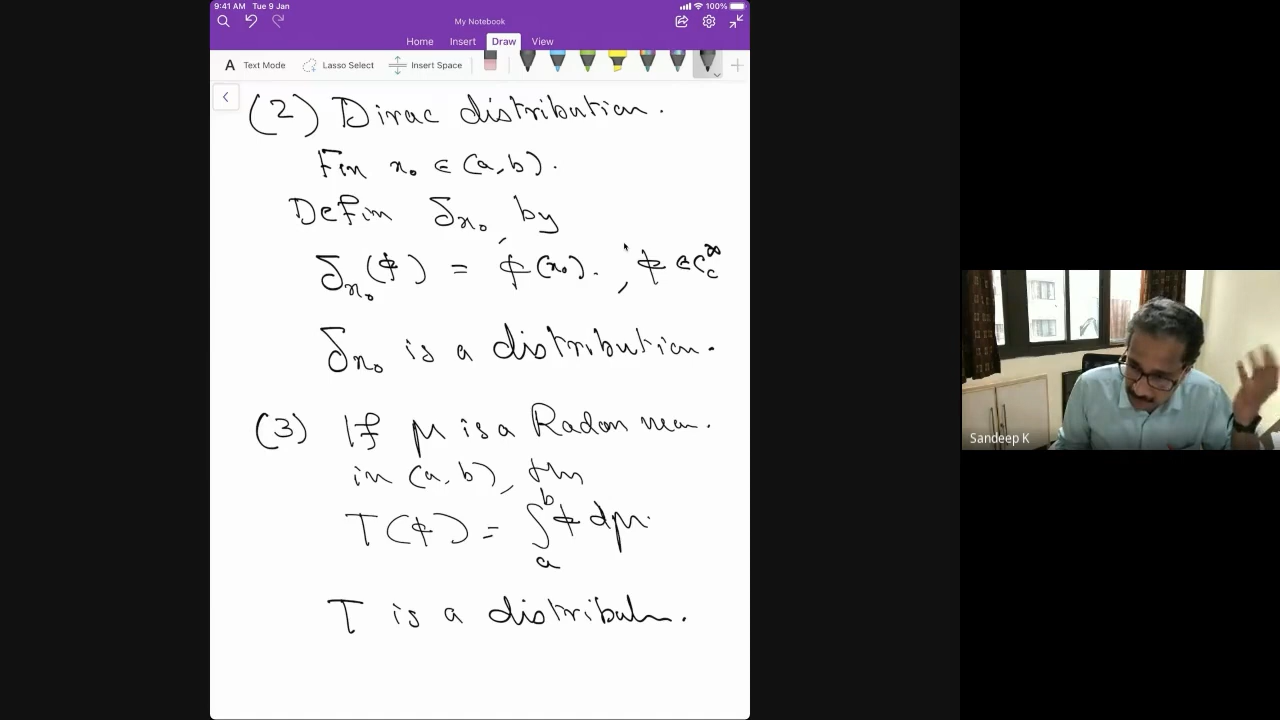 9:41 AM Tue 9 Jan
100%
My Notebook
Home Insert Draw View
A Text Mode Lasso Select Insert Space
(2) Dirac distribution.
Fix x₀ ∈ (a, b).
Define δx₀ by
δx₀(ϕ) = ϕ(x₀). , ϕ ∈ C_c^∞
δx₀ is a distribution.
(3) If μ is a Radon mea.
in (a, b), then
T(ϕ) = ∫_a^b ϕ dμ.
T is a distribution.
Sandeep K